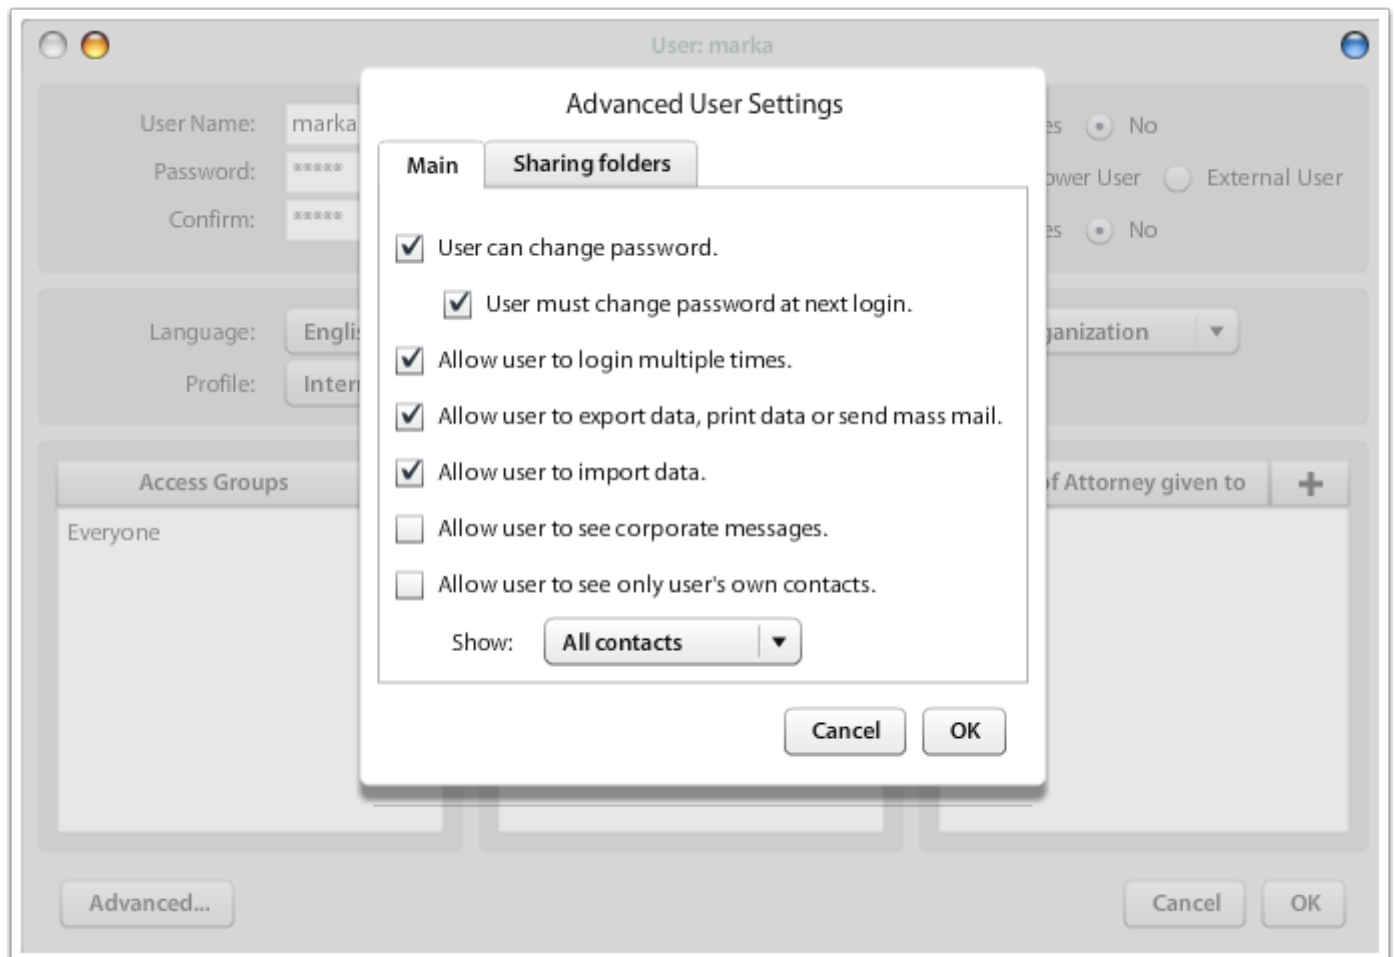 User: marka
Advanced User Settings
User Name: marka
No
Main Sharing folders
Password: *****
User External User
Confirm: *****
No
User can change password.
User must change password at next login.
Language:
Allow user to login multiple times.
Profile:
Allow user to export data, print data or send mass mail.
Access Groups
Allow user to import data.
of Attorney given to
Everyone
Allow user to see corporate messages.
Allow user to see only user's own contacts.
Show: All contacts
Cancel OK
Advanced...
Cancel OK